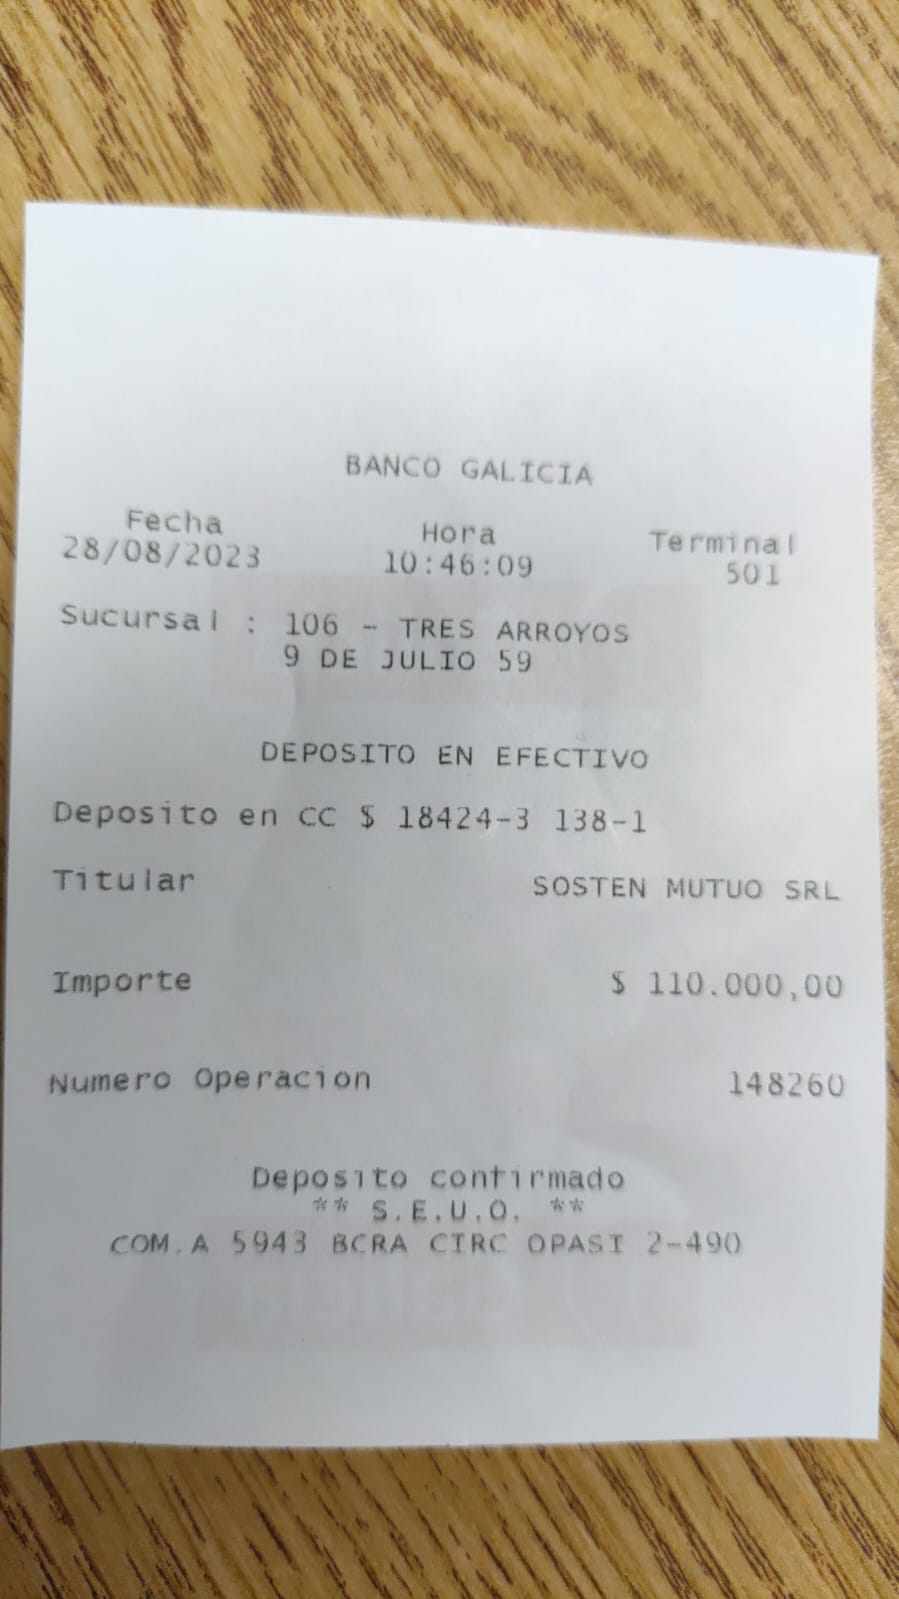 BANCO GALICIA
Fecha Hora Terminal
28/08/2023 10:46:09 501
Sucursal : 106 - TRES ARROYOS
9 DE JULIO 59
DEPOSITO EN EFECTIVO
Deposito en CC $ 18424-3 138-1
Titular SOSTEN MUTUO SRL
Importe $ 110.000,00
Numero Operacion 148260
Deposito confirmado
** S.E.U.O. **
COM.A 5943 BCRA CIRC OPASI 2-490
Galicia